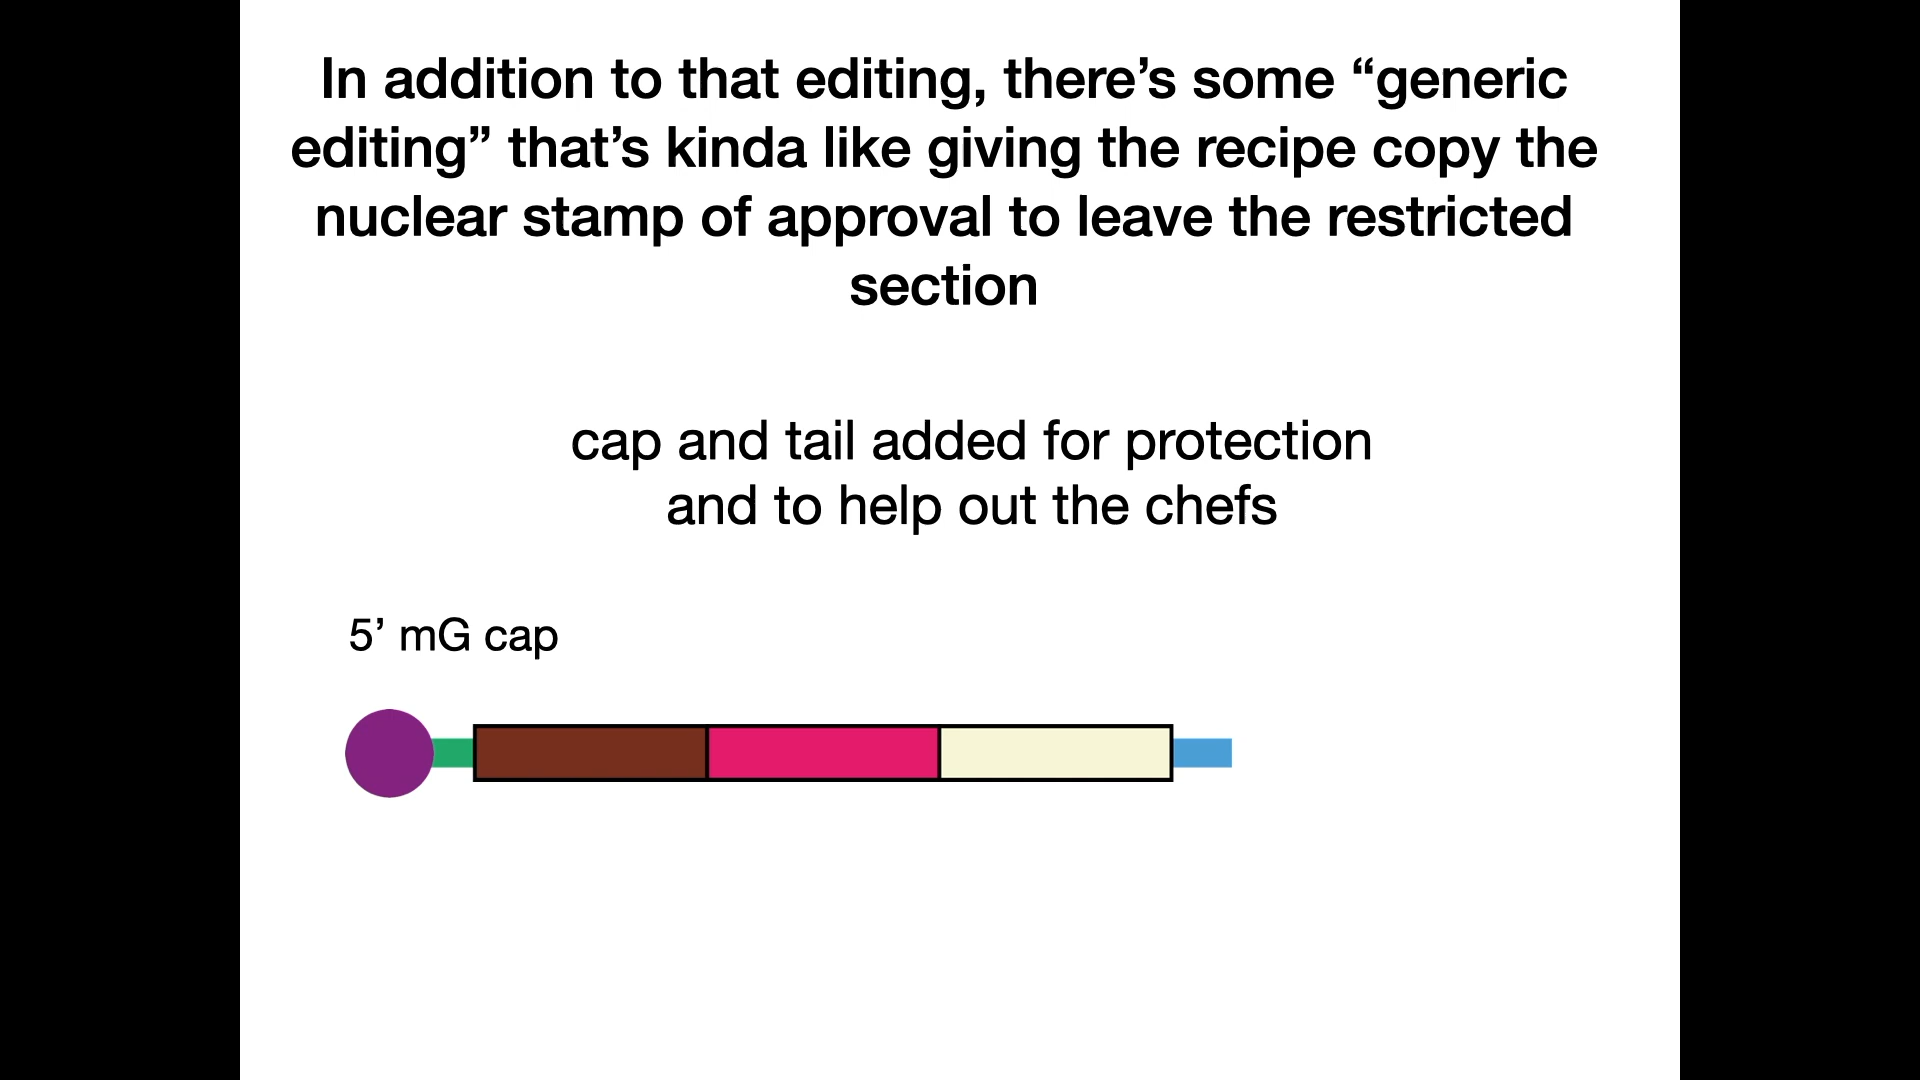 In addition to that editing, there’s some “generic
editing” that’s kinda like giving the recipe copy the
nuclear stamp of approval to leave the restricted
section
cap and tail added for protection
and to help out the chefs
5’ mG cap